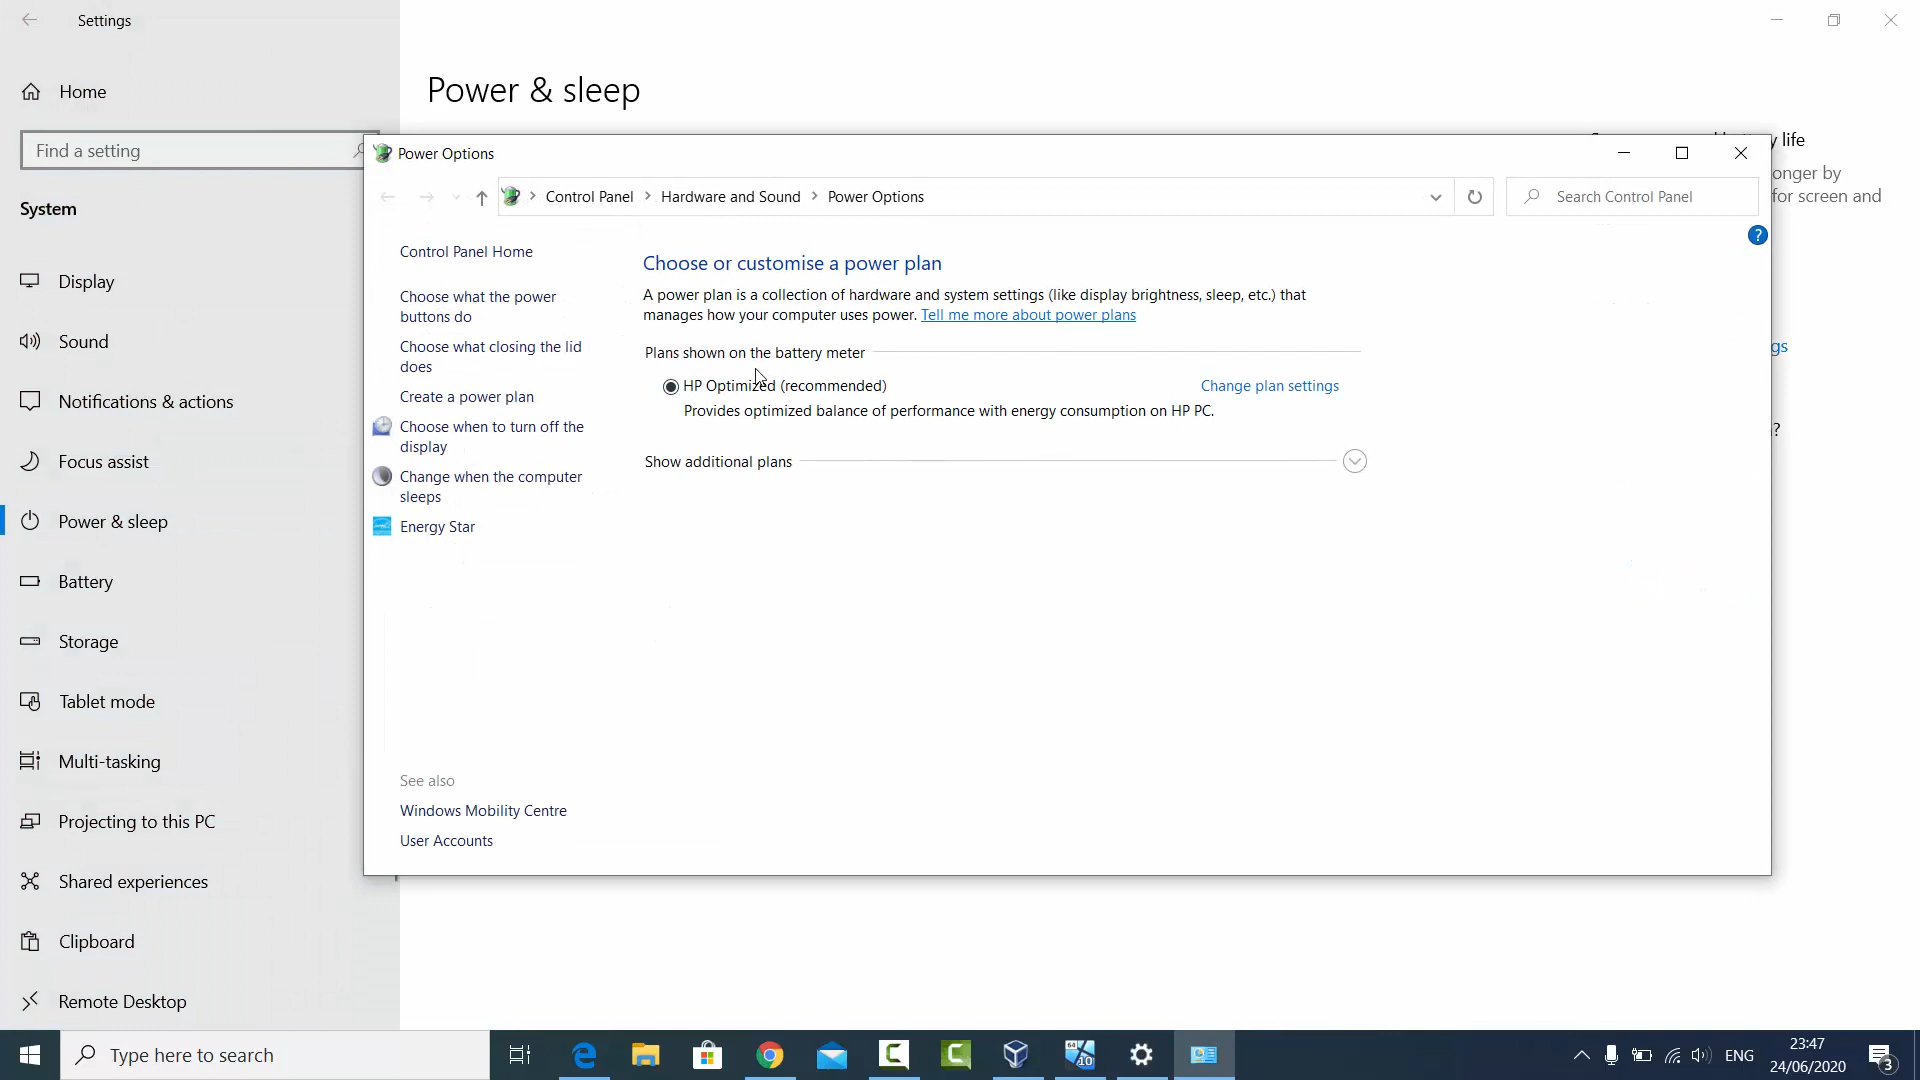 Settings
Home
Find a setting
System
Display
Sound
Notifications & actions
Focus assist
Power & sleep
Battery
Storage
Tablet mode
Multi-tasking
Projecting to this PC
Shared experiences
Clipboard
Remote Desktop
Power & sleep
y life
onger by
for screen and
gs
?
Power Options
Control Panel
Hardware and Sound
Power Options
Search Control Panel
?
Control Panel Home
Choose what the power
buttons do
Choose what closing the lid
does
Create a power plan
Choose when to turn off the
display
Change when the computer
sleeps
Energy Star
See also
Windows Mobility Centre
User Accounts
Choose or customise a power plan
A power plan is a collection of hardware and system settings (like display brightness, sleep, etc.) that
manages how your computer uses power. Tell me more about power plans
Plans shown on the battery meter
HP Optimized (recommended)
Change plan settings
Provides optimized balance of performance with energy consumption on HP PC.
Show additional plans
Type here to search
64
10
ENG
23:47
24/06/2020
3